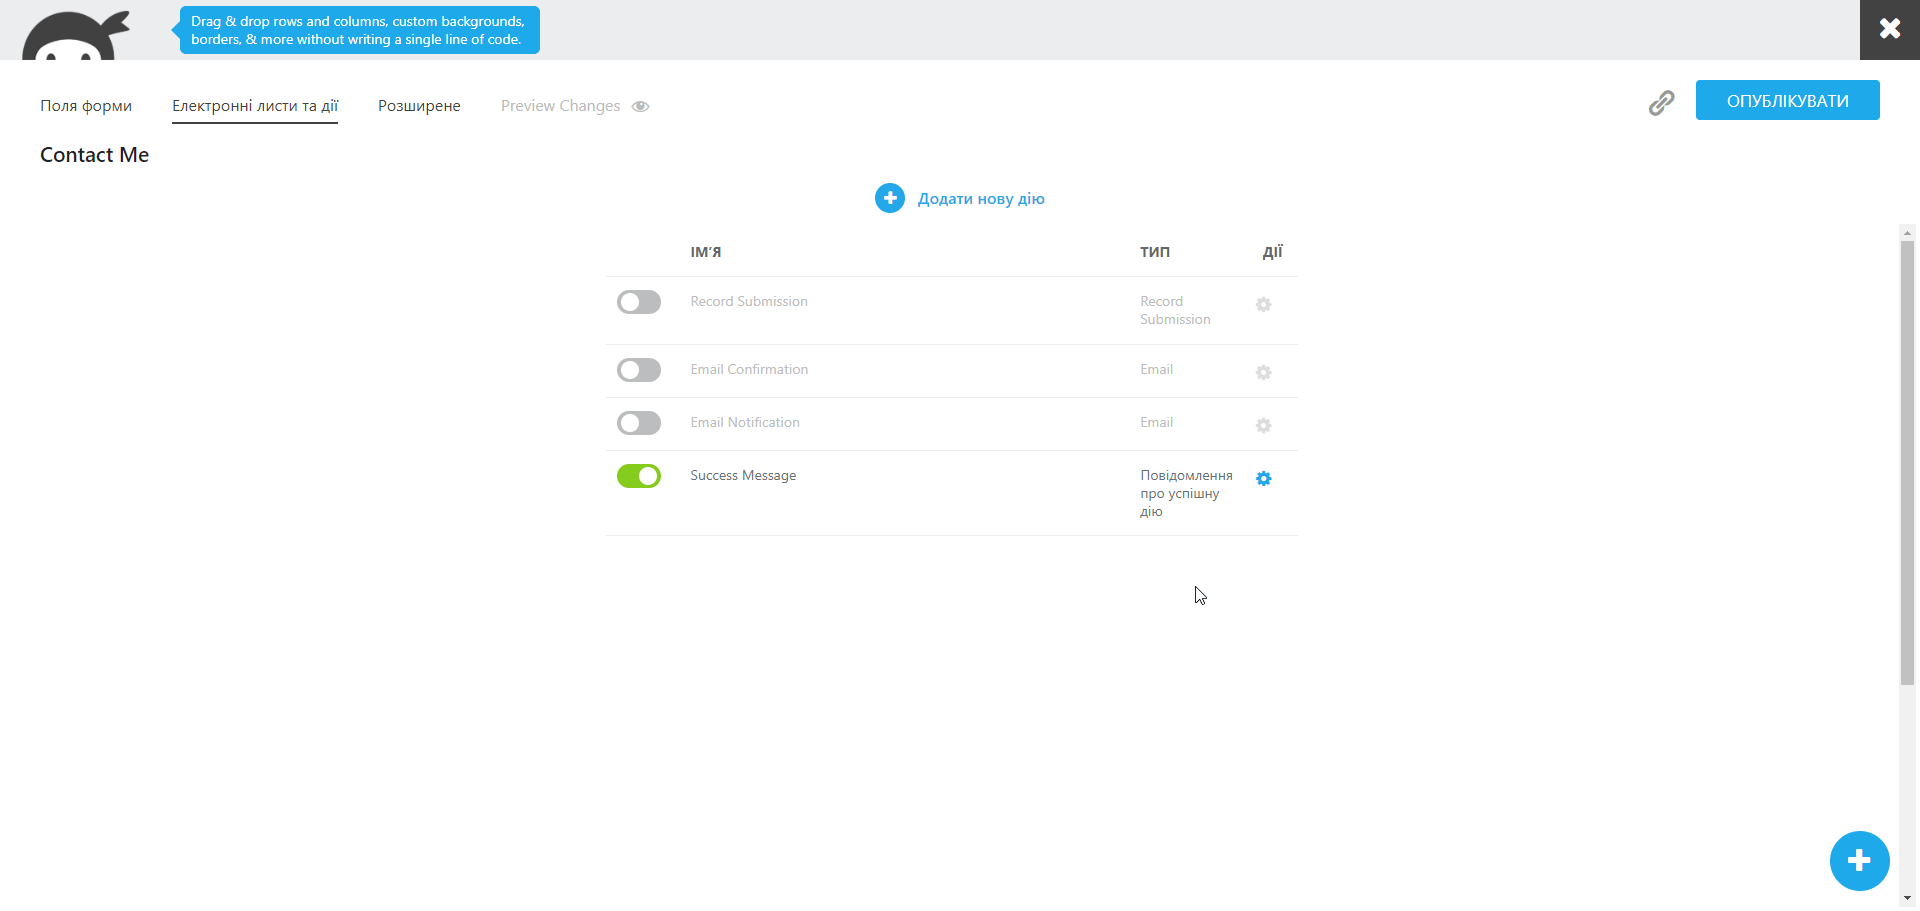 Drag & drop rows and columns, custom backgrounds,
borders, & more without writing a single line of code.
Поля форми
Електронні листи та дії
Розширене
Preview Changes
ОПУБЛІКУВАТИ
Contact Me
Додати нову дію
ІМ'Я
ТИП
ДІЇ
Record Submission
Record
Submission
Email Confirmation
Email
Email Notification
Email
Success Message
Повідомлення
про успішну
дію